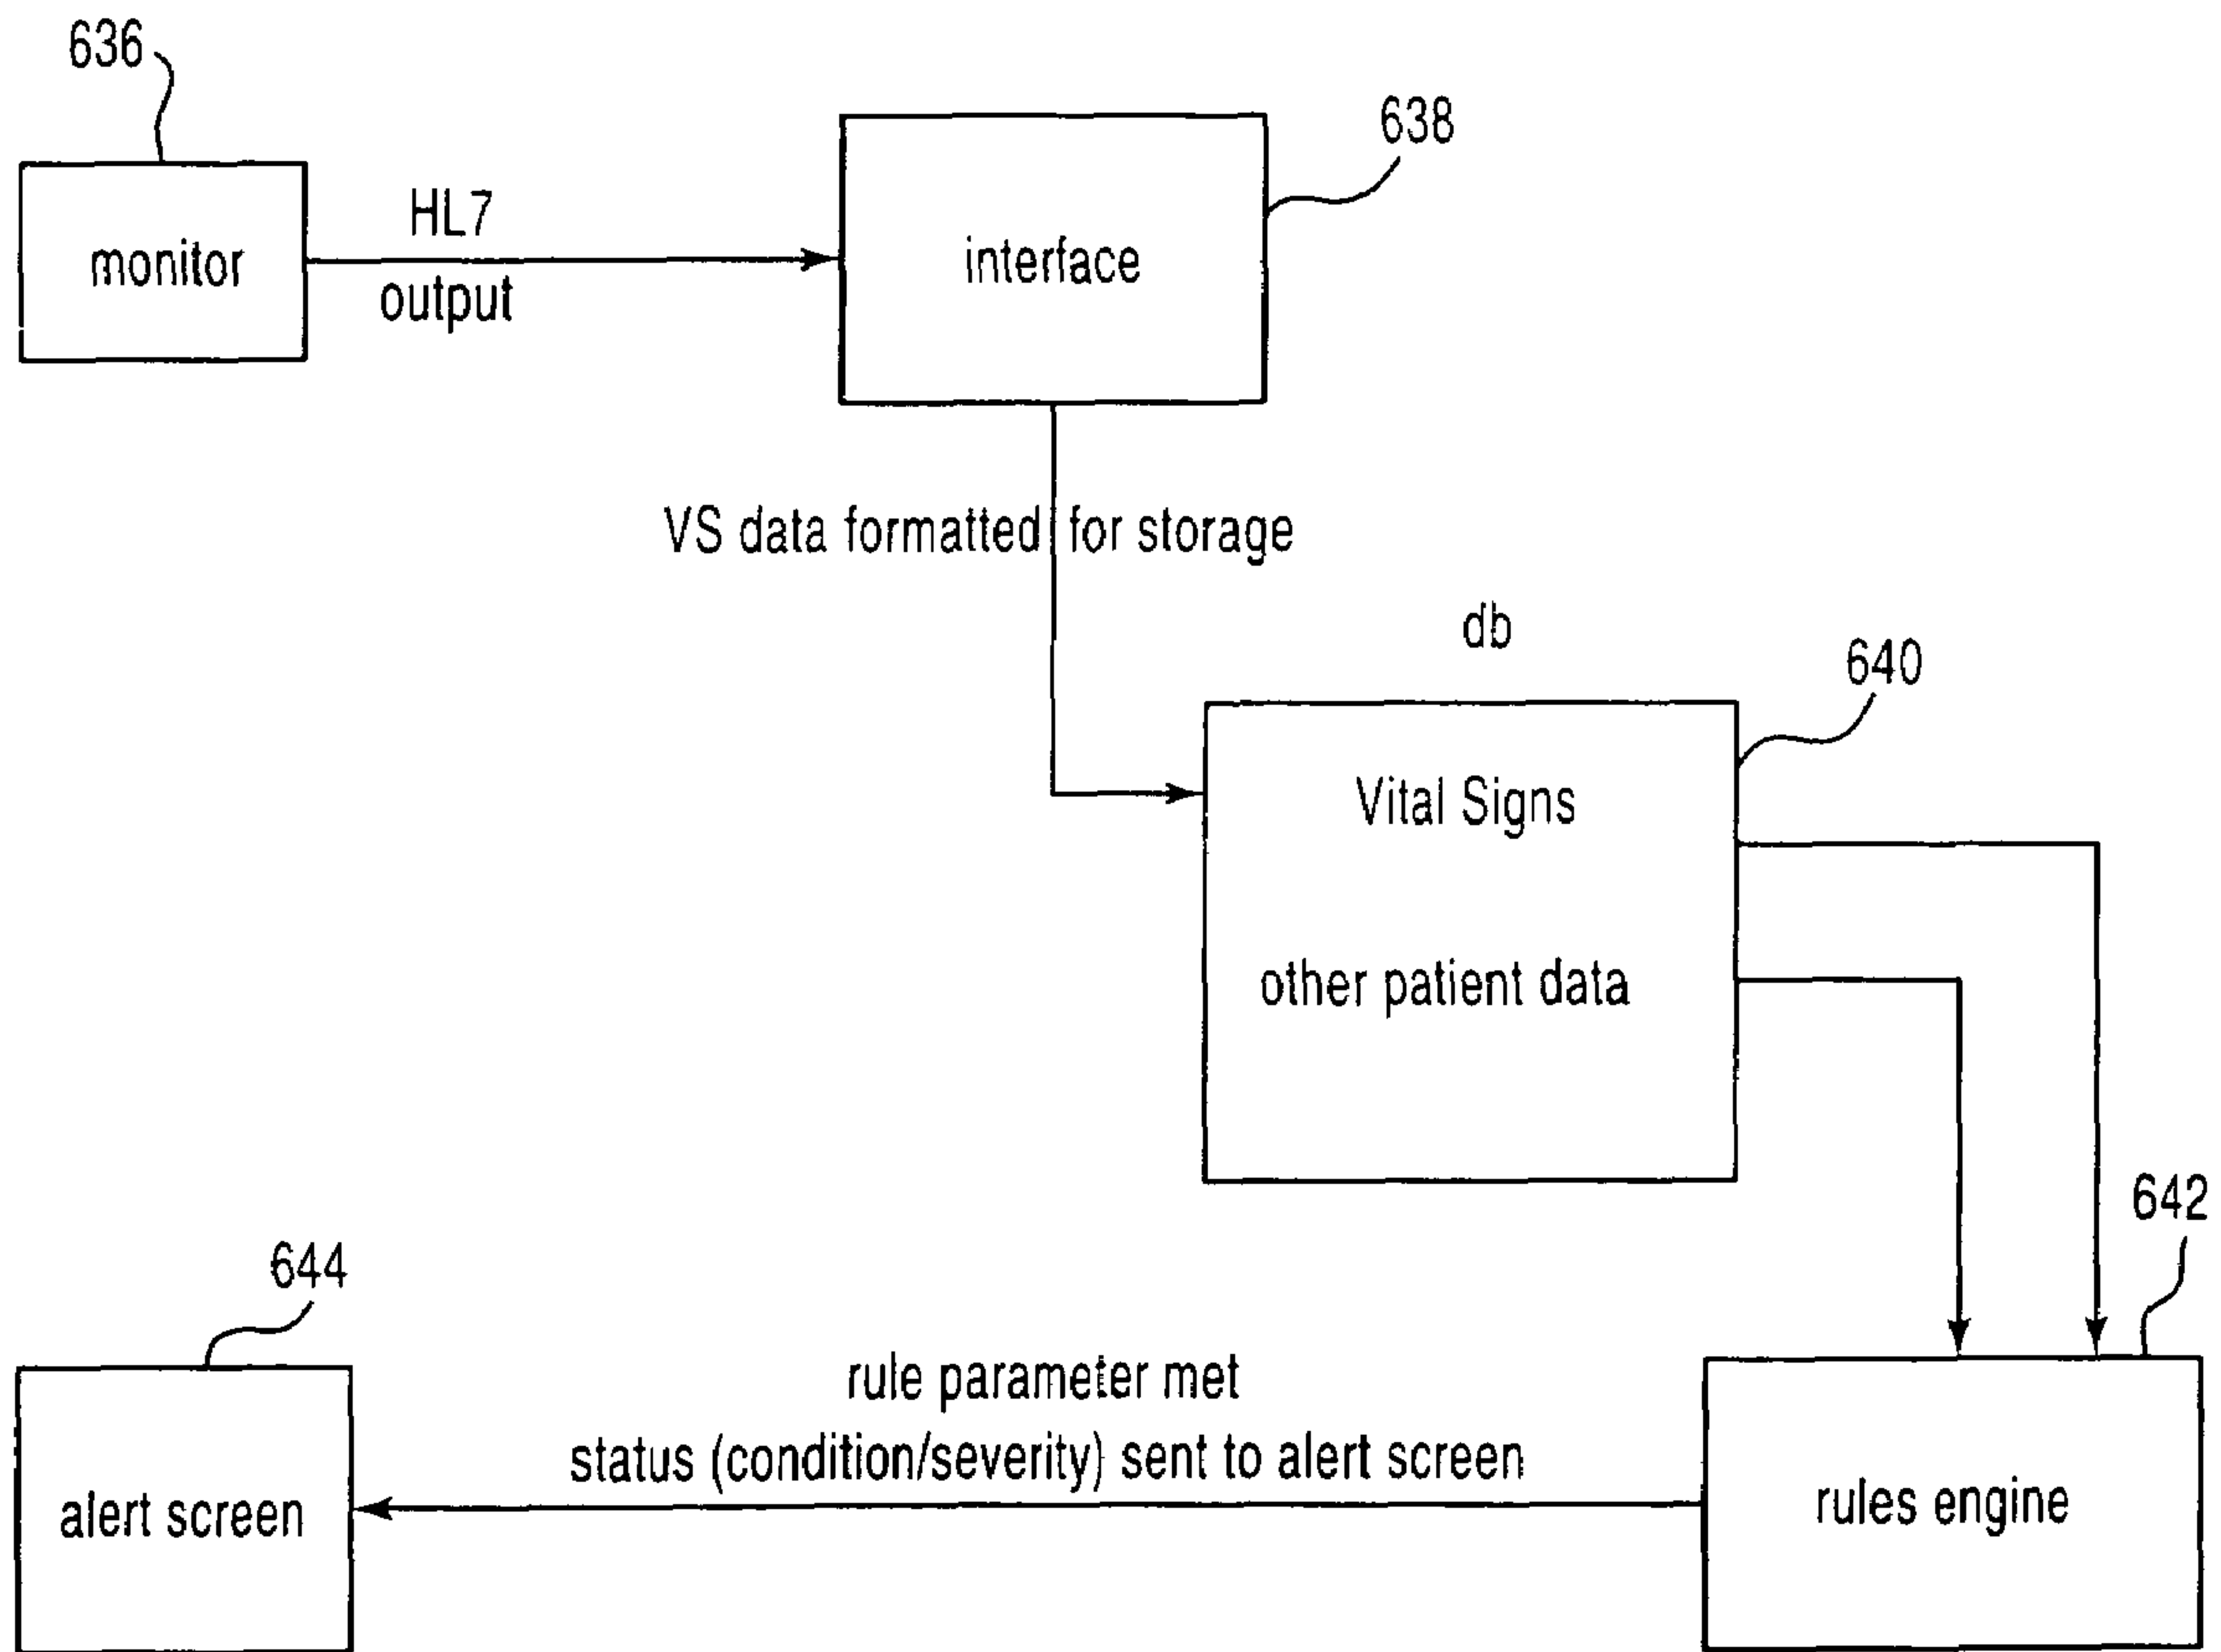 636
monitor
HL7
output
638
interface
VS data formatted for storage
db
640
Vital Signs
other patient data
642
644
rule parameter met
status (condition/severity) sent to alert screen
alert screen
rules engine